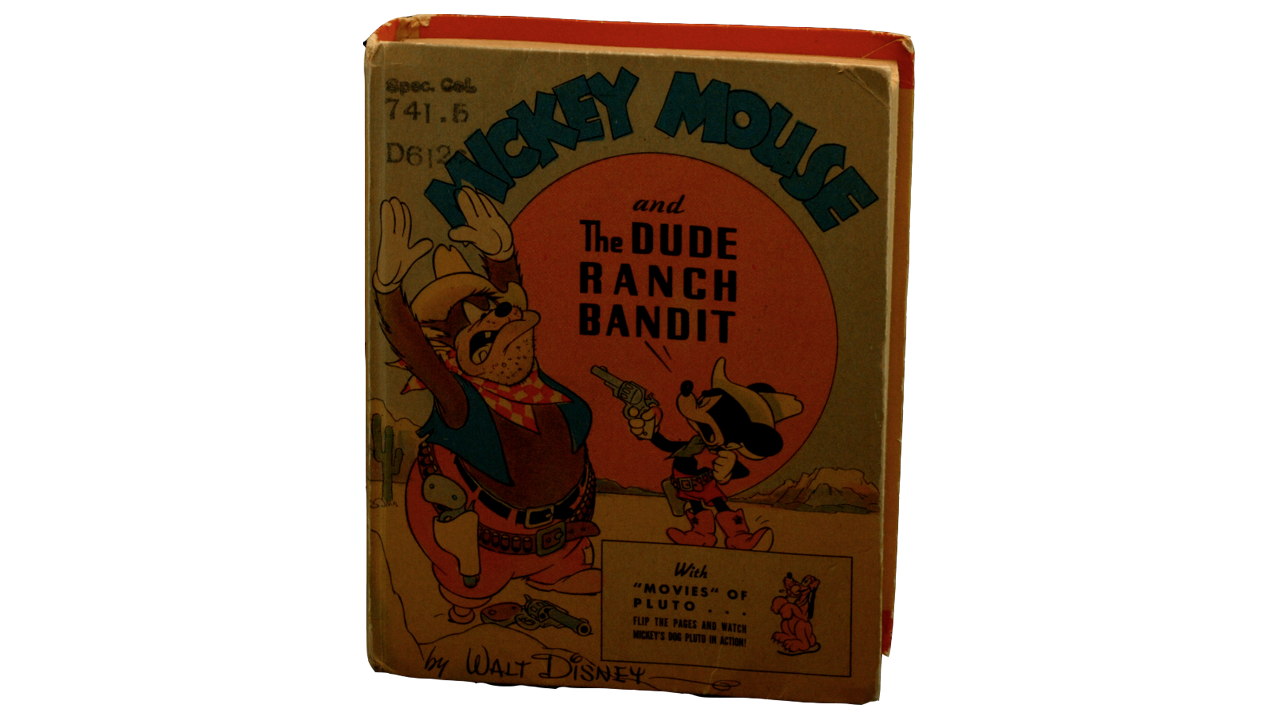 Spec. Col.
741.5
D612
MICKEY MOUSE
and
The DUDE
RANCH
BANDIT
With
"MOVIES" OF
PLUTO . . .
FLIP THE PAGES AND WATCH
MICKEY'S DOG PLUTO IN ACTION!
by WALT DISNEY